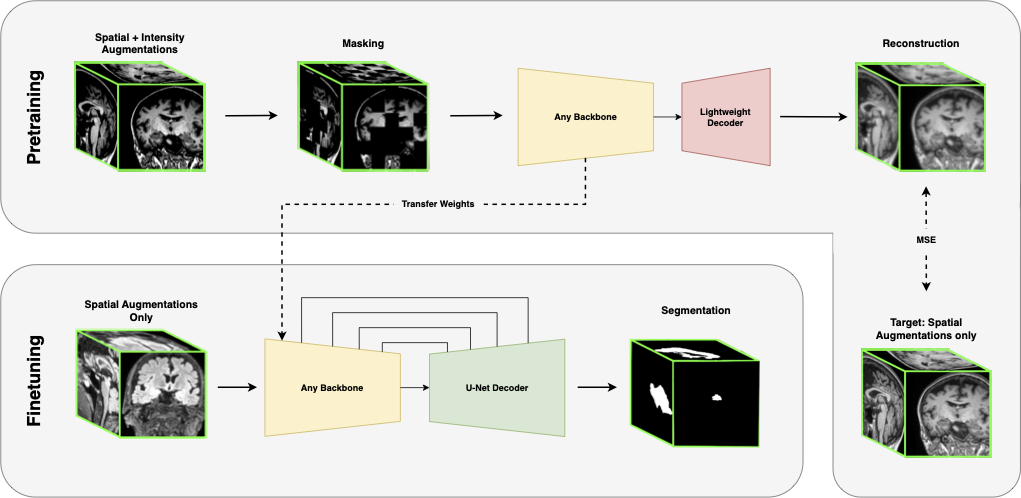 Pretraining
Spatial + Intensity
Augmentations
Masking
Any Backbone
Lightweight
Decoder
Reconstruction
Transfer Weights
MSE
Target: Spatial
Augmentations only
Finetuning
Spatial Augmentations
Only
Any Backbone
U-Net Decoder
Segmentation